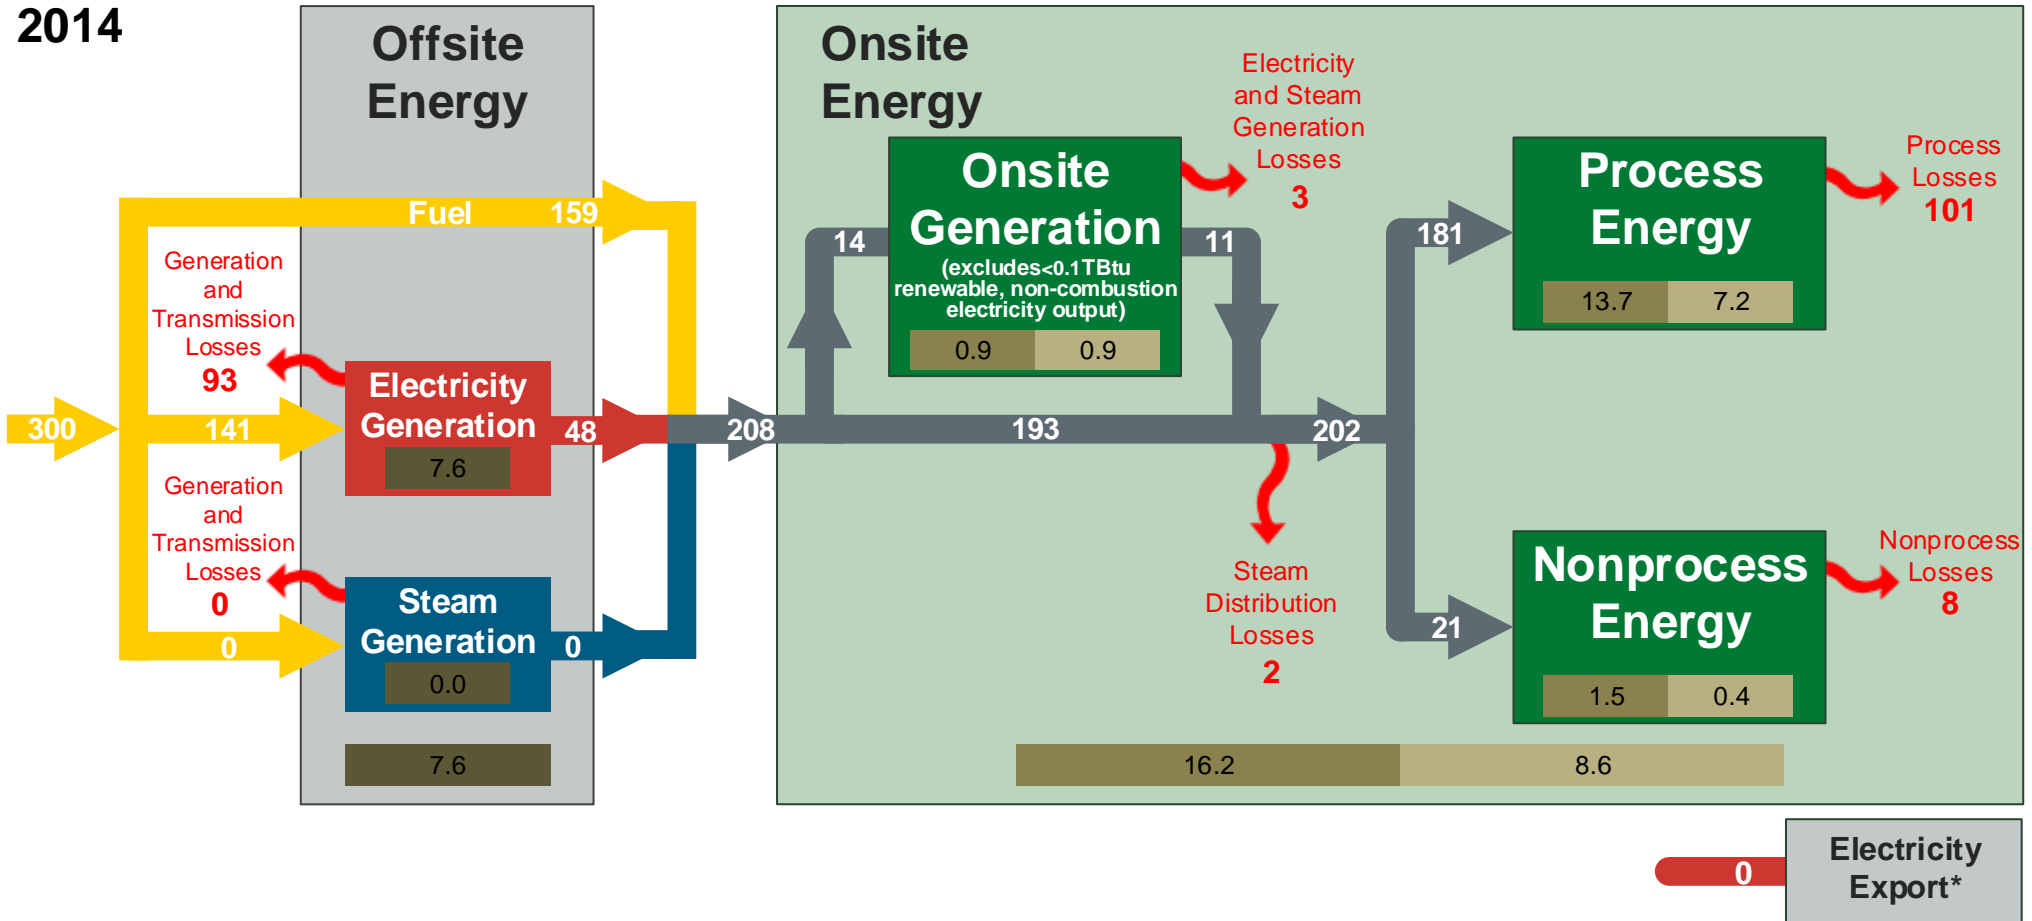 2014
Offsite
Energy
Onsite
Energy
Fuel
159
Generation
and
Transmission
Losses
93
300
141
Electricity
Generation
7.6
48
Generation
and
Transmission
Losses
0
0
Steam
Generation
0.0
0
7.6
208
14
Onsite
Generation
(excludes<0.1TBtu
renewable, non-combustion
electricity output)
0.9
0.9
11
Electricity
and Steam
Generation
Losses
3
193
202
Steam
Distribution
Losses
2
181
Process
Energy
13.7
7.2
Process
Losses
101
21
Nonprocess
Energy
1.5
0.4
Nonprocess
Losses
8
16.2
8.6
0
Electricity
Export*